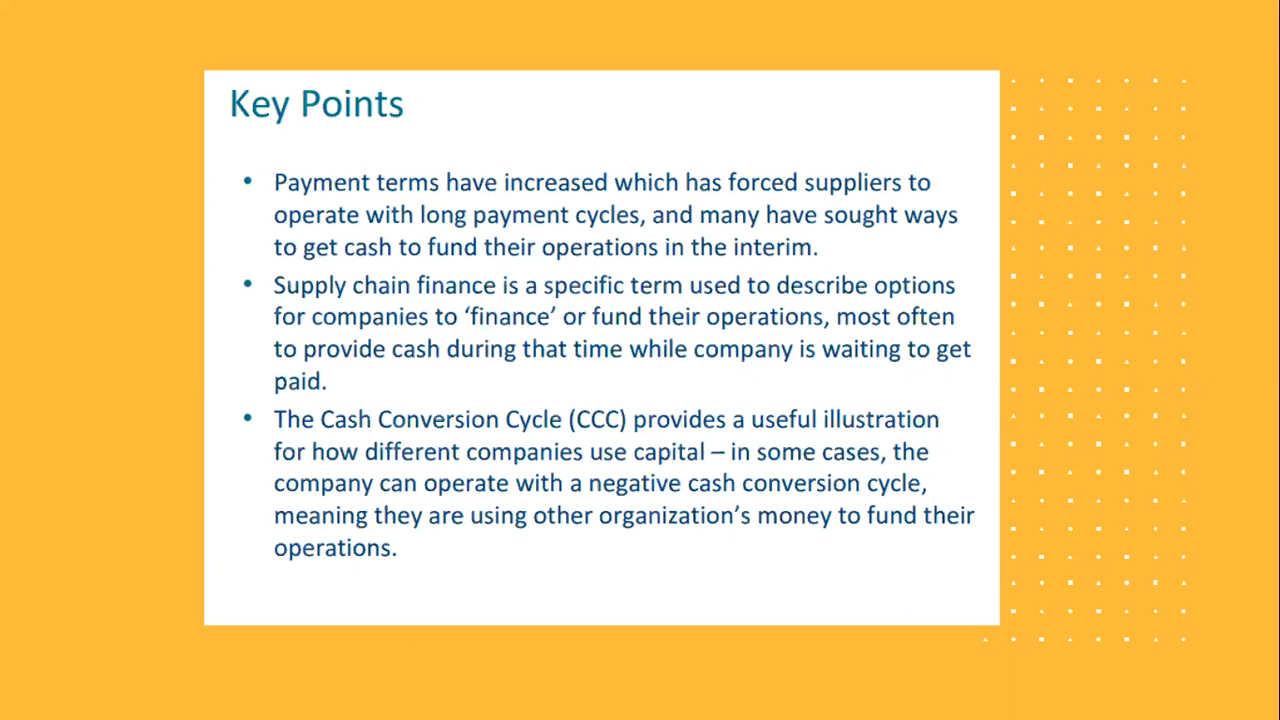 Key Points
• Payment terms have increased which has forced suppliers to
operate with long payment cycles, and many have sought ways
to get cash to fund their operations in the interim.
• Supply chain finance is a specific term used to describe options
for companies to ‘finance’ or fund their operations, most often
to provide cash during that time while company is waiting to get
paid.
• The Cash Conversion Cycle (CCC) provides a useful illustration
for how different companies use capital – in some cases, the
company can operate with a negative cash conversion cycle,
meaning they are using other organization’s money to fund their
operations.